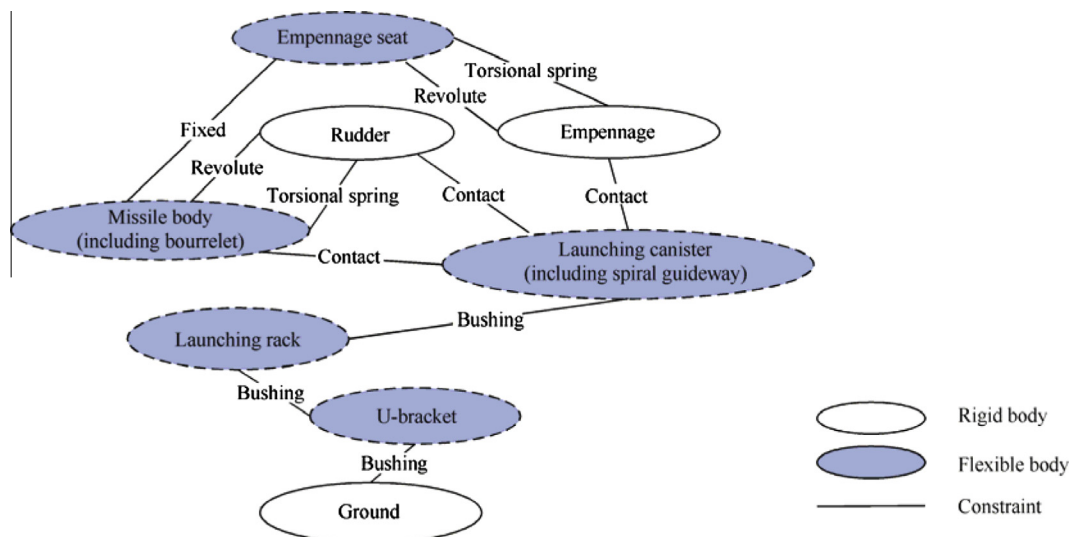 Empennage seat
Torsional spring
Revolute
Fixed
Rudder
Empennage
Revolute
Torsional spring
Contact
Contact
Missile body
(including bourrelet)
Launching canister
(including spiral guideway)
Contact
Bushing
Launching rack
Bushing
U-bracket
Rigid body
Bushing
Flexible body
Ground
Constraint